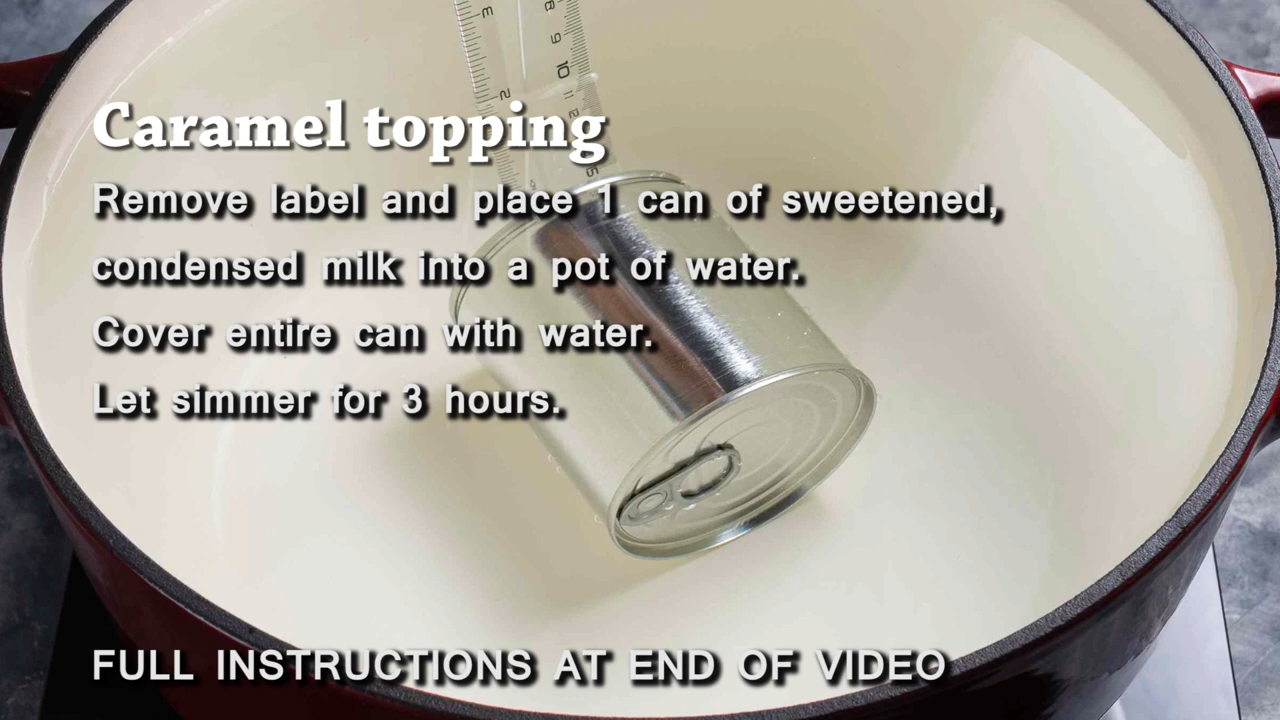 Caramel topping
Remove label and place 1 can of sweetened,
condensed milk into a pot of water.
Cover entire can with water.
Let simmer for 3 hours.
FULL INSTRUCTIONS AT END OF VIDEO